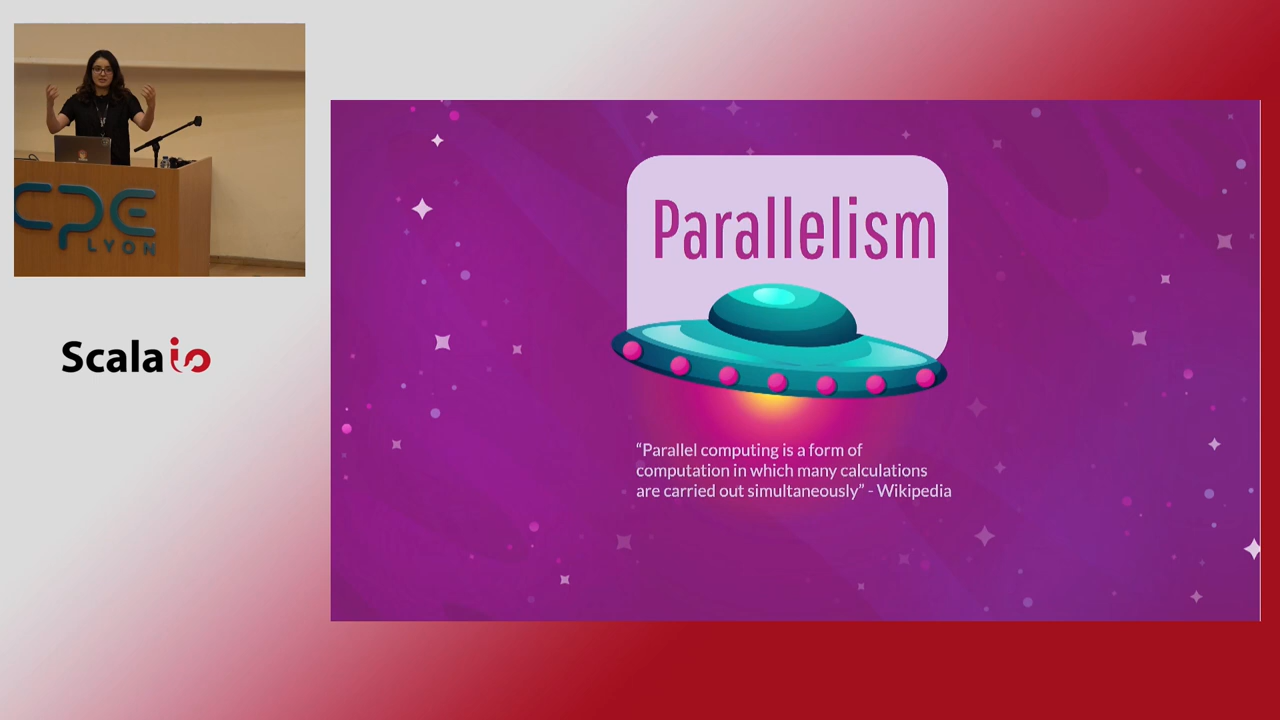 CPE
LYON
Scala io
Parallelism
“Parallel computing is a form of
computation in which many calculations
are carried out simultaneously” - Wikipedia